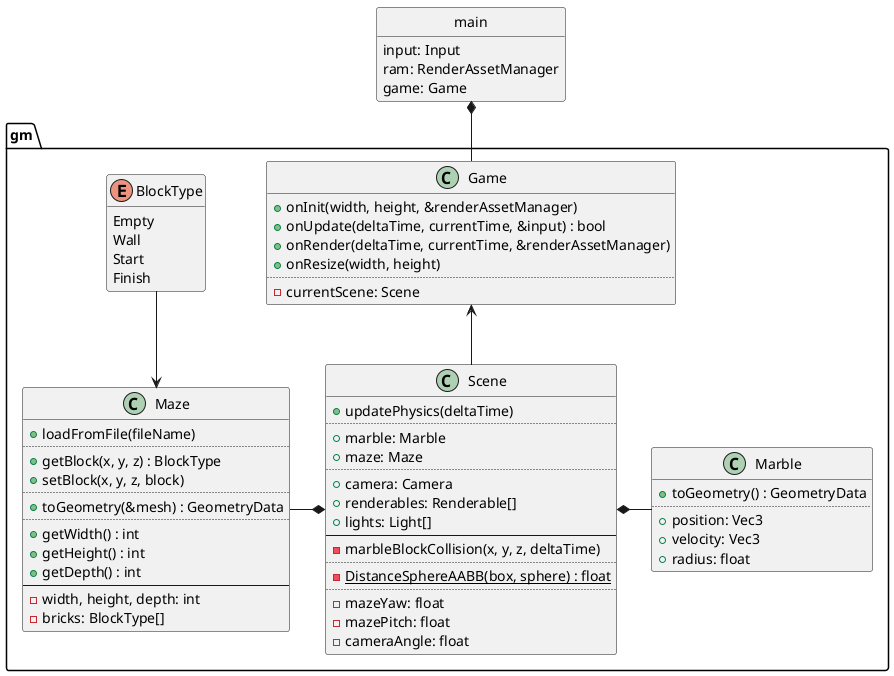 main
input: Input
ram: RenderAssetManager
game: Game
gm
E BlockType
Empty
Wall
Start
Finish
C Game
onInit(width, height, &renderAssetManager)
onUpdate(deltaTime, currentTime, &input) : bool
onRender(deltaTime, currentTime, &renderAssetManager)
onResize(width, height)
currentScene: Scene
C Maze
loadFromFile(fileName)
getBlock(x, y, z) : BlockType
setBlock(x, y, z, block)
toGeometry(&mesh) : GeometryData
getWidth() : int
getHeight() : int
getDepth() : int
width, height, depth: int
bricks: BlockType[]
C Scene
updatePhysics(deltaTime)
marble: Marble
maze: Maze
camera: Camera
renderables: Renderable[]
lights: Light[]
marbleBlockCollision(x, y, z, deltaTime)
DistanceSphereAABB(box, sphere) : float
mazeYaw: float
mazePitch: float
cameraAngle: float
C Marble
toGeometry() : GeometryData
position: Vec3
velocity: Vec3
radius: float